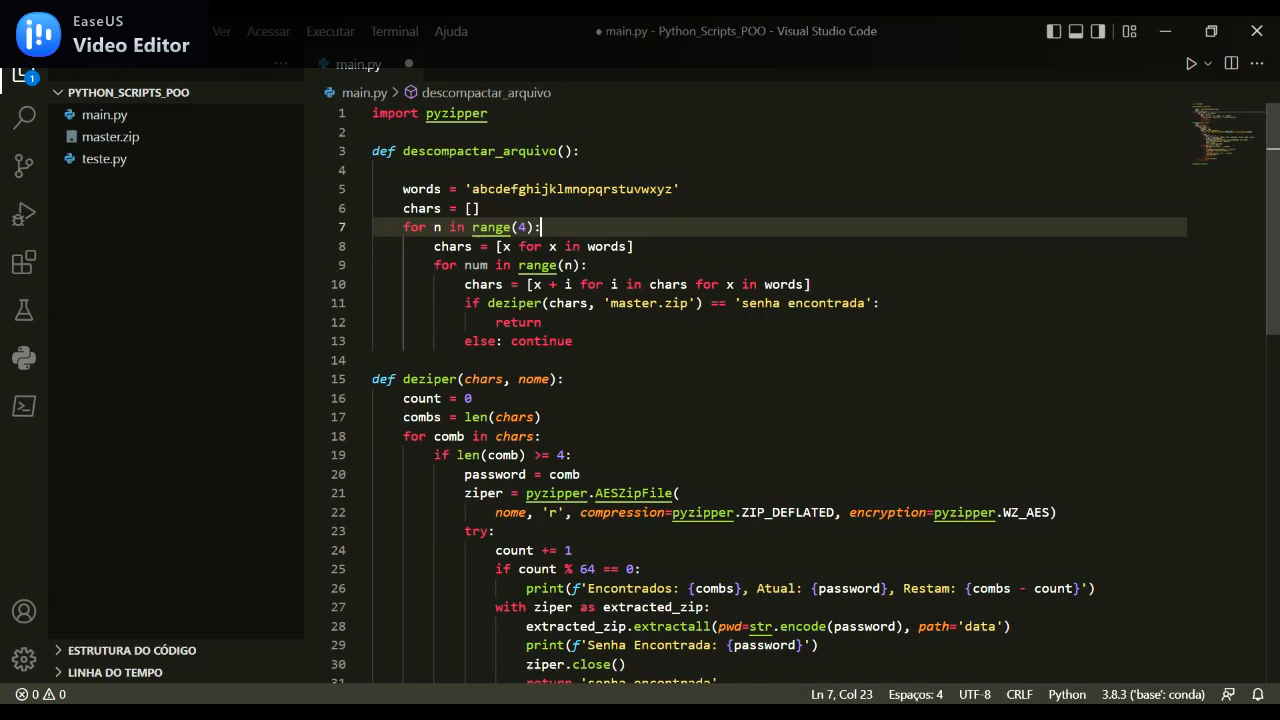 EaseUS
Video Editor
Ver Acessar Executar Terminal Ajuda
● main.py - Python_Scripts_POO - Visual Studio Code
main.py
1
PYTHON_SCRIPTS_POO
main.py
master.zip
teste.py
main.py > descompactar_arquivo
1 import pyzipper
2
3 def descompactar_arquivo():
4
5 words = 'abcdefghijklmnopqrstuvwxyz'
6 chars = []
7 for n in range(4):
8 chars = [x for x in words]
9 for num in range(n):
10 chars = [x + i for i in chars for x in words]
11 if deziper(chars, 'master.zip') == 'senha encontrada':
12 return
13 else: continue
14
15 def deziper(chars, nome):
16 count = 0
17 combs = len(chars)
18 for comb in chars:
19 if len(comb) >= 4:
20 password = comb
21 ziper = pyzipper.AESZipFile(
22 nome, 'r', compression=pyzipper.ZIP_DEFLATED, encryption=pyzipper.WZ_AES)
23 try:
24 count += 1
25 if count % 64 == 0:
26 print(f'Encontrados: {combs}, Atual: {password}, Restam: {combs - count}')
27 with ziper as extracted_zip:
28 extracted_zip.extractall(pwd=str.encode(password), path='data')
29 print(f'Senha Encontrada: {password}')
30 ziper.close()
31 return 'senha encontrada'
ESTRUTURA DO CÓDIGO
LINHA DO TEMPO
0 0
Ln 7, Col 23 Espaços: 4 UTF-8 CRLF Python 3.8.3 ('base': conda)